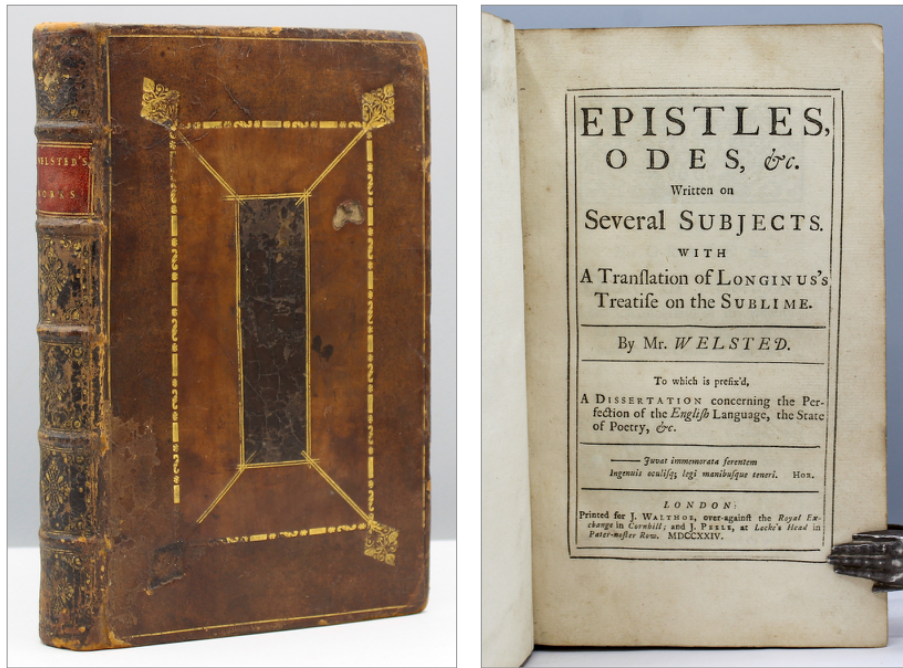 WELSTED'S
WORKS
EPISTLES,
ODES, &c.
Written on
Several SUBJECTS.
WITH
A Tranſlation of LONGINUS's
Treatiſe on the SUBLIME.
By Mr. WELSTED.
To which is prefix'd,
A DISSERTATION concerning the Per-
fection of the Engliſh Language, the State
of Poetry, &c.
—— Juvat immemorata ferentem
Ingenuis oculiſq; legi manibuſque teneri. HOR.
LONDON:
Printed for J. WALTHOE, over-againſt the Royal Ex-
change in Cornhill; and J. PEELE, at Locke's Head in
Pater-noſter Row. MDCCXXIV.